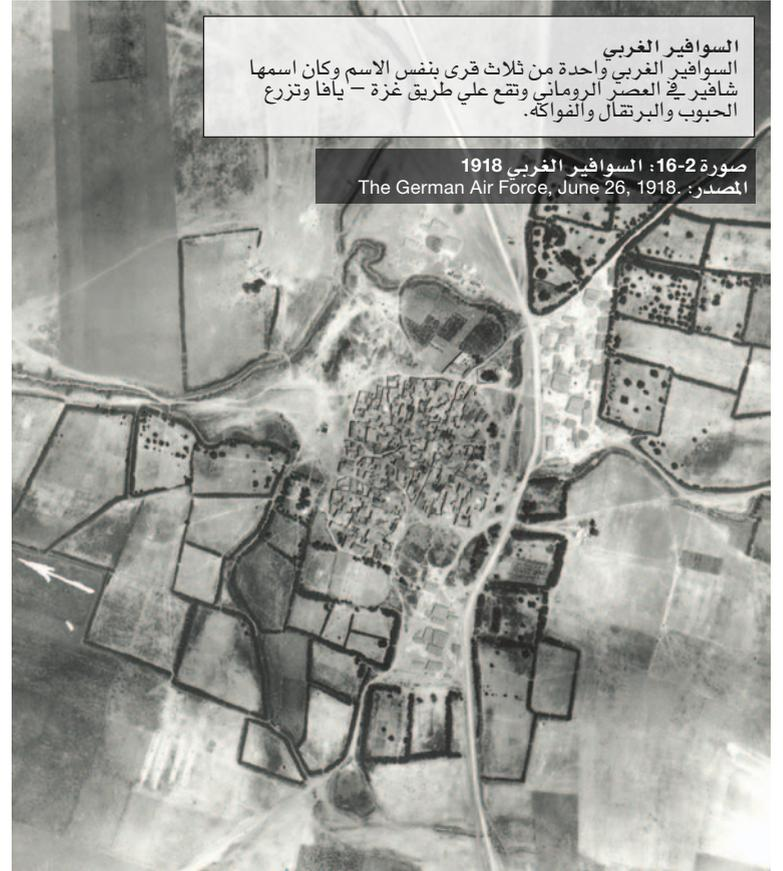 السوافير الغربي
السوافير الغربي واحدة من ثلاث قرى بنفس الاسم وكان اسمها
شافير في العصر الروماني وتقع علي طريق غزة – يافا وتزرع
الحبوب والبرتقال والفواكه.
صورة 2-16: السوافير الغربي 1918
المصدر: The German Air Force, June 26, 1918.